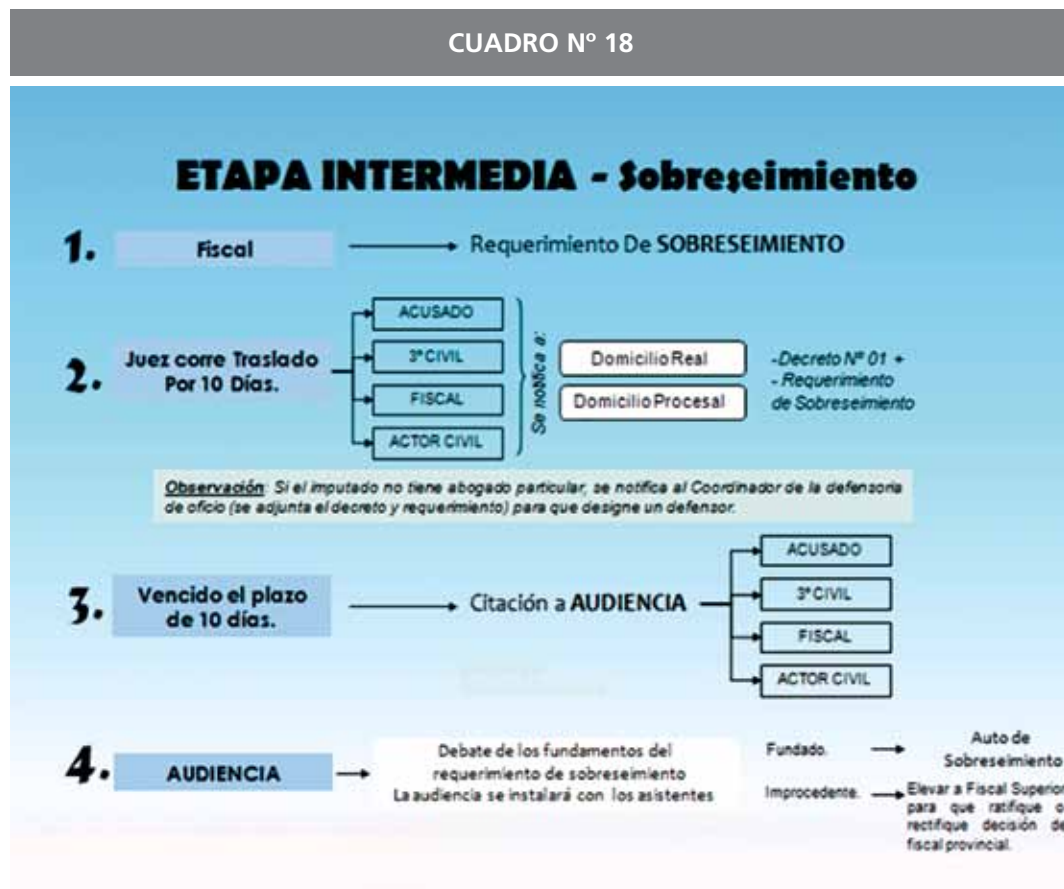 CUADRO Nº 18
ETAPA INTERMEDIA - Sobreseimiento
1.
Fiscal
Requerimiento De SOBRESEIMIENTO
2.
Juez corre Traslado
Por 10 Días.
ACUSADO
3º CIVIL
FISCAL
ACTOR CIVIL
Se notifica a:
Domicilio Real
Domicilio Procesal
-Decreto Nº 01 +
- Requerimiento
de Sobreseimiento
Observación: Si el imputado no tiene abogado particular, se notifica al Coordinador de la defensoria
de oficio (se adjunta el decreto y requerimiento) para que designe un defensor.
3.
Vencido el plazo
de 10 días.
Citación a AUDIENCIA
ACUSADO
3º CIVIL
FISCAL
ACTOR CIVIL
4.
AUDIENCIA
Debate de los fundamentos del
requerimiento de sobreseimiento
La audiencia se instalará con los asistentes
Fundado.
Auto de
Sobreseimiento
Improcedente.
Elevar a Fiscal Superior
para que ratifique o
rectifique decisión de
fiscal provincial.